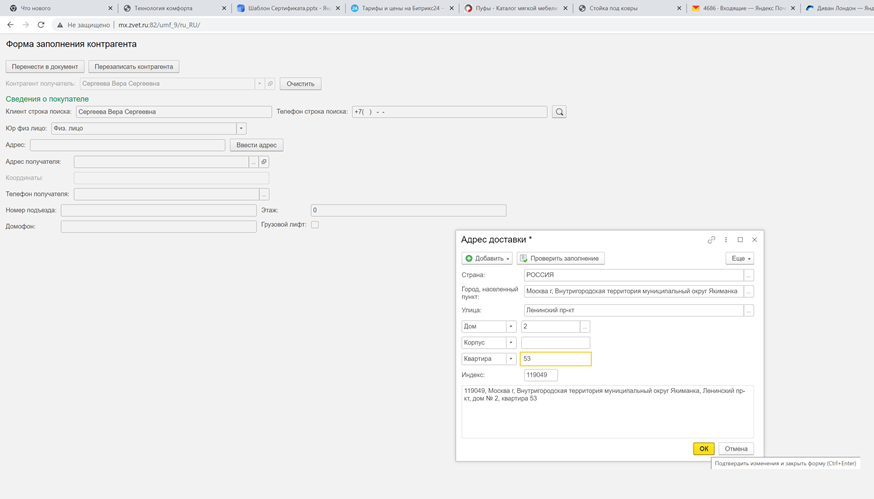 Что нового
Технология комфорта
Шаблон Сертификата.pptx – Ян
Тарифы и цены на Битрикс24 –
Пуфы - Каталог мягкой мебели
Стойка под ковры
4686 · Входящие — Яндекс Поч
Диван Лондон — Янд
Не защищено
mx.zvet.ru:82/umf_9/ru_RU/
Форма заполнения контрагента
Перенести в документ
Перезаписать контрагента
Контрагент получатель:
Сергеева Вера Сергеевна
Очистить
Сведения о покупателе
Клиент строка поиска:
Сергеева Вера Сергеевна
Телефон строка поиска:
+7( ) - -
Юр физ лицо:
Физ. лицо
Адрес:
Ввести адрес
Адрес получателя:
...
Координаты:
Телефон получателя:
...
Номер подъезда:
Этаж:
0
Домофон:
Грузовой лифт:
Адрес доставки *
Добавить
Проверить заполнение
Еще
Страна:
РОССИЯ
...
Город, населенный
пункт:
Москва г, Внутригородская территория муниципальный округ Якиманка
...
Улица:
Ленинский пр-кт
...
Дом
2
...
Корпус
Квартира
53
Индекс:
119049
119049, Москва г, Внутригородская территория муниципальный округ Якиманка, Ленинский пр-
кт, дом № 2, квартира 53
ОК
Отмена
Подтвердить изменения и закрыть форму (Ctrl+Enter)